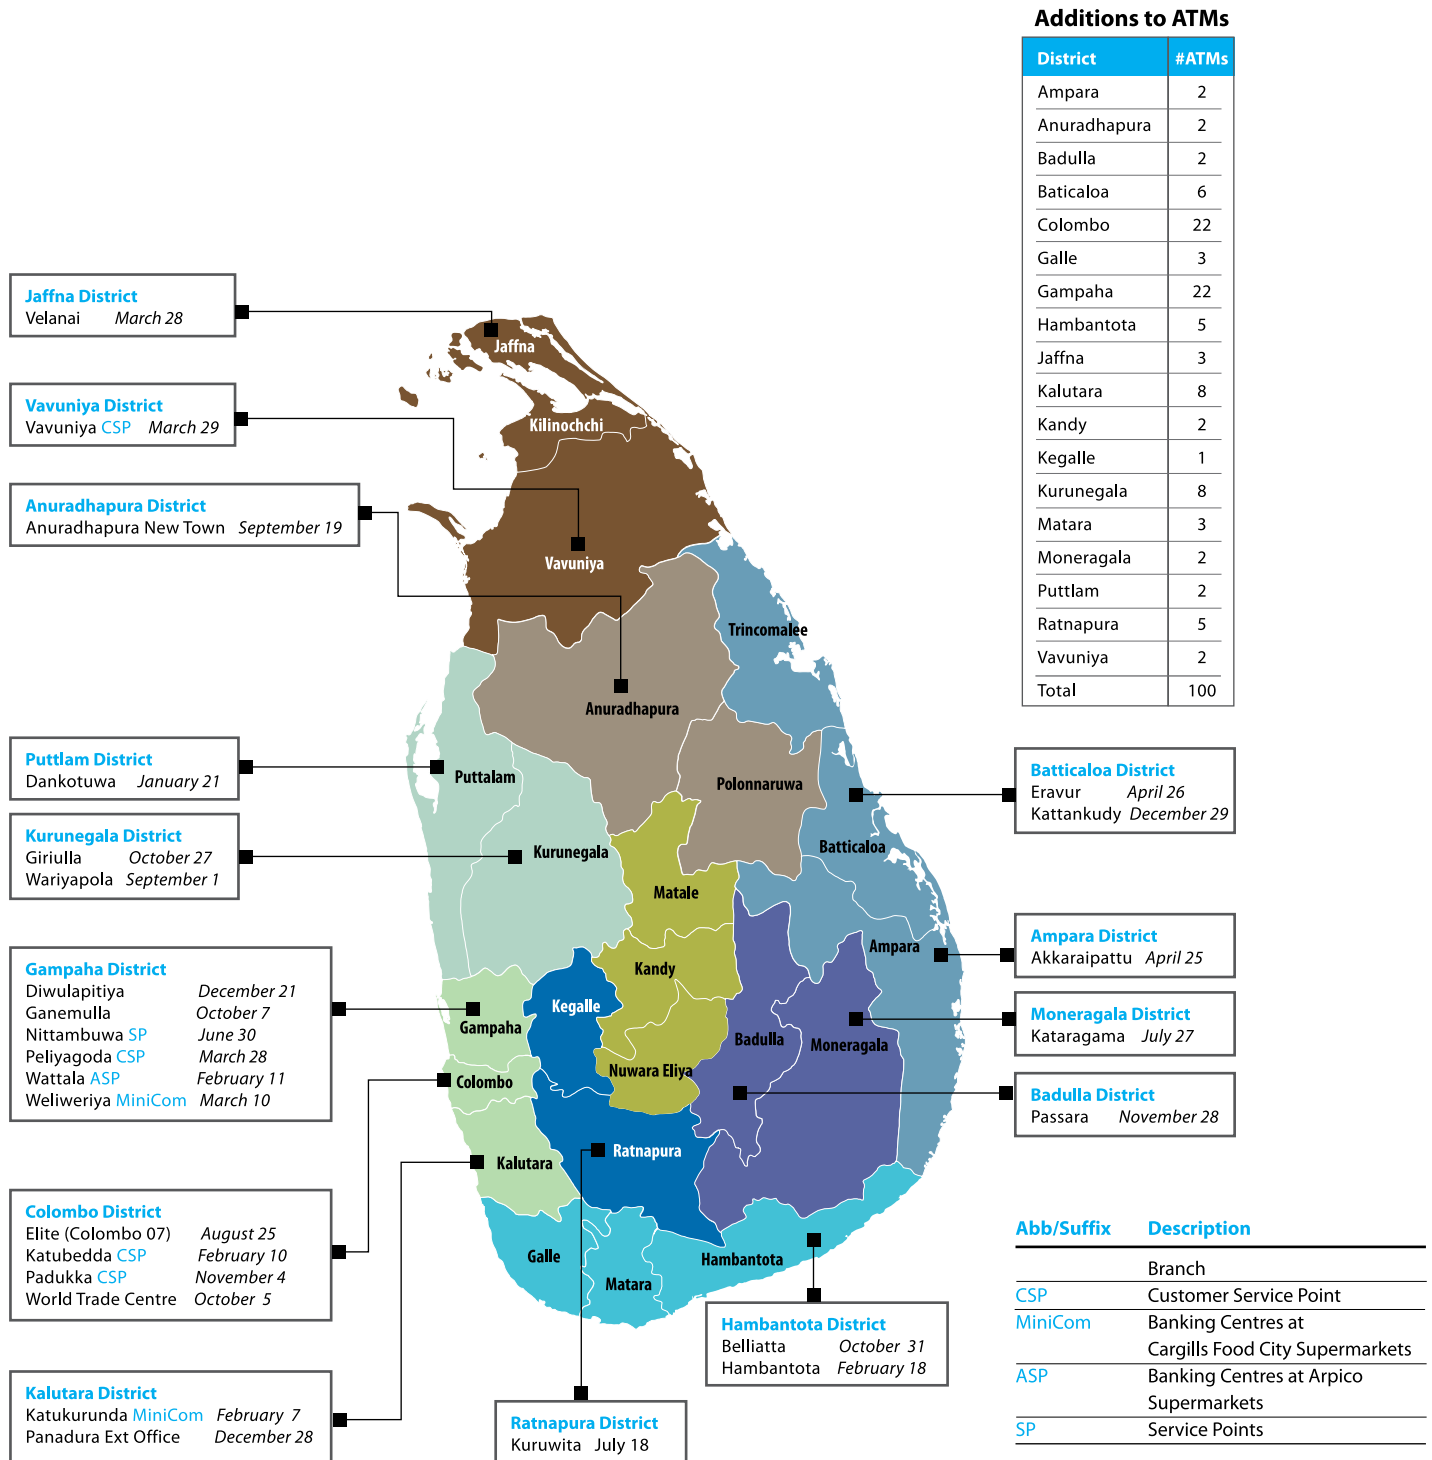 Additions to ATMs
District #ATMs
Ampara 2
Anuradhapura 2
Badulla 2
Baticaloa 6
Colombo 22
Galle 3
Gampaha 22
Hambantota 5
Jaffna 3
Kalutara 8
Kandy 2
Kegalle 1
Kurunegala 8
Matara 3
Moneragala 2
Puttlam 2
Ratnapura 5
Vavuniya 2
Total 100
Jaffna District
Velanai March 28
Vavuniya District
Vavuniya CSP March 29
Anuradhapura District
Anuradhapura New Town September 19
Puttlam District
Dankotuwa January 21
Kurunegala District
Giriulla October 27
Wariyapola September 1
Gampaha District
Diwulapitiya December 21
Ganemulla October 7
Nittambuwa SP June 30
Peliyagoda CSP March 28
Wattala ASP February 11
Weliweriya MiniCom March 10
Colombo District
Elite (Colombo 07) August 25
Katubedda CSP February 10
Padukka CSP November 4
World Trade Centre October 5
Kalutara District
Katukurunda MiniCom February 7
Panadura Ext Office December 28
Jaffna
Kilinochchi
Vavuniya
Trincomalee
Anuradhapura
Puttalam
Polonnaruwa
Kurunegala
Batticaloa
Matale
Ampara
Kandy
Kegalle
Gampaha
Badulla
Moneragala
Nuwara Eliya
Colombo
Ratnapura
Kalutara
Galle
Hambantota
Matara
Ratnapura District
Kuruwita July 18
Hambantota District
Belliatta October 31
Hambantota February 18
Batticaloa District
Eravur April 26
Kattankudy December 29
Ampara District
Akkaraipattu April 25
Moneragala District
Kataragama July 27
Badulla District
Passara November 28
Abb/Suffix Description
Branch
CSP Customer Service Point
MiniCom Banking Centres at
Cargills Food City Supermarkets
ASP Banking Centres at Arpico
Supermarkets
SP Service Points